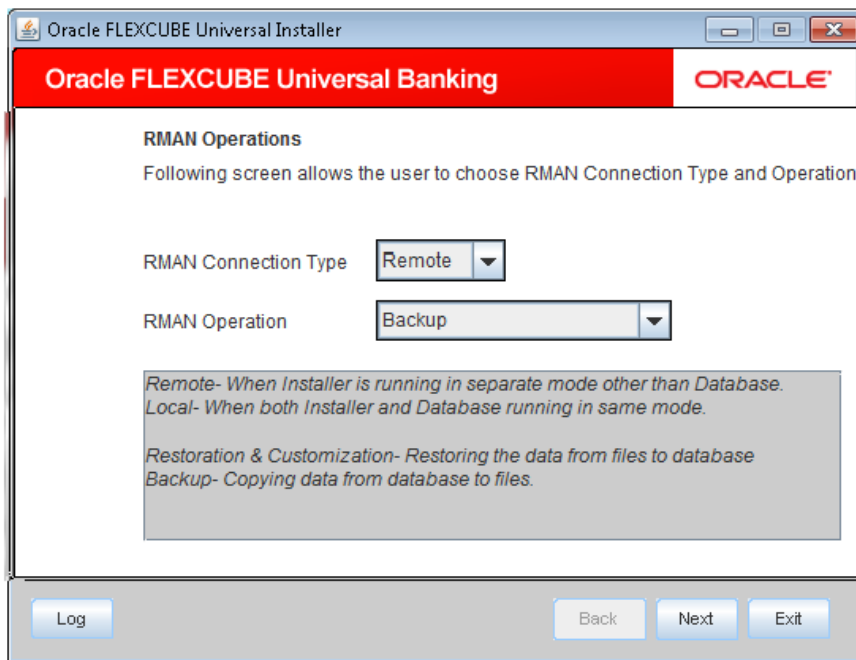 Oracle FLEXCUBE Universal Installer
Oracle FLEXCUBE Universal Banking
ORACLE
RMAN Operations
Following screen allows the user to choose RMAN Connection Type and Operation
RMAN Connection Type
Remote
RMAN Operation
Backup
Remote- When Installer is running in separate mode other than Database.
Local- When both Installer and Database running in same mode.
Restoration & Customization- Restoring the data from files to database
Backup- Copying data from database to files.
Log
Back
Next
Exit